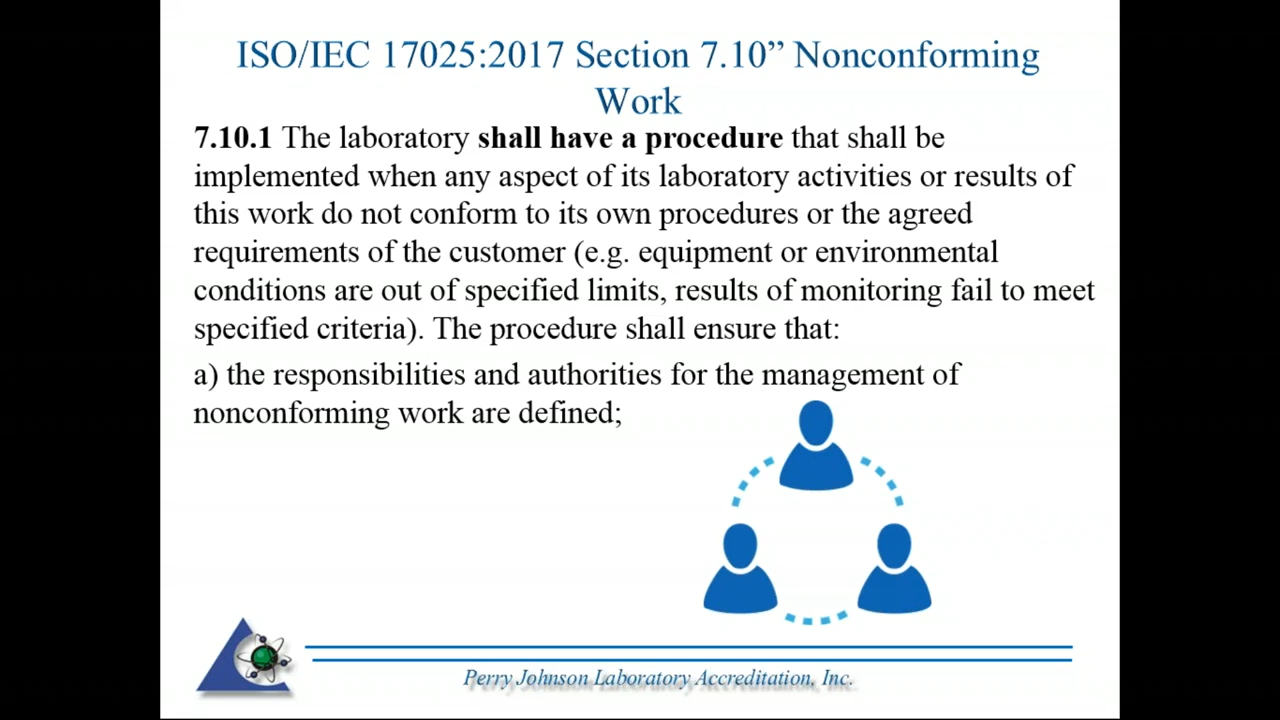 ISO/IEC 17025:2017 Section 7.10” Nonconforming
Work
7.10.1 The laboratory shall have a procedure that shall be
implemented when any aspect of its laboratory activities or results of
this work do not conform to its own procedures or the agreed
requirements of the customer (e.g. equipment or environmental
conditions are out of specified limits, results of monitoring fail to meet
specified criteria). The procedure shall ensure that:
a) the responsibilities and authorities for the management of
nonconforming work are defined;
Perry Johnson Laboratory Accreditation, Inc.